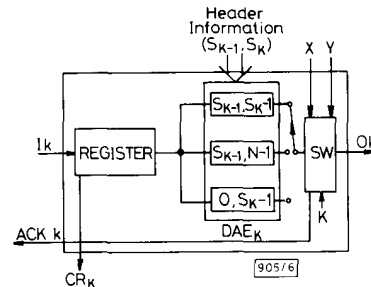 Header
Information
(SK-1, SK)
X Y
SK-1, SK-1
Ik
REGISTER
SK-1, N-1
SW
Ok
O, SK-1
K
DAEK
ACK k
905/6
CRK